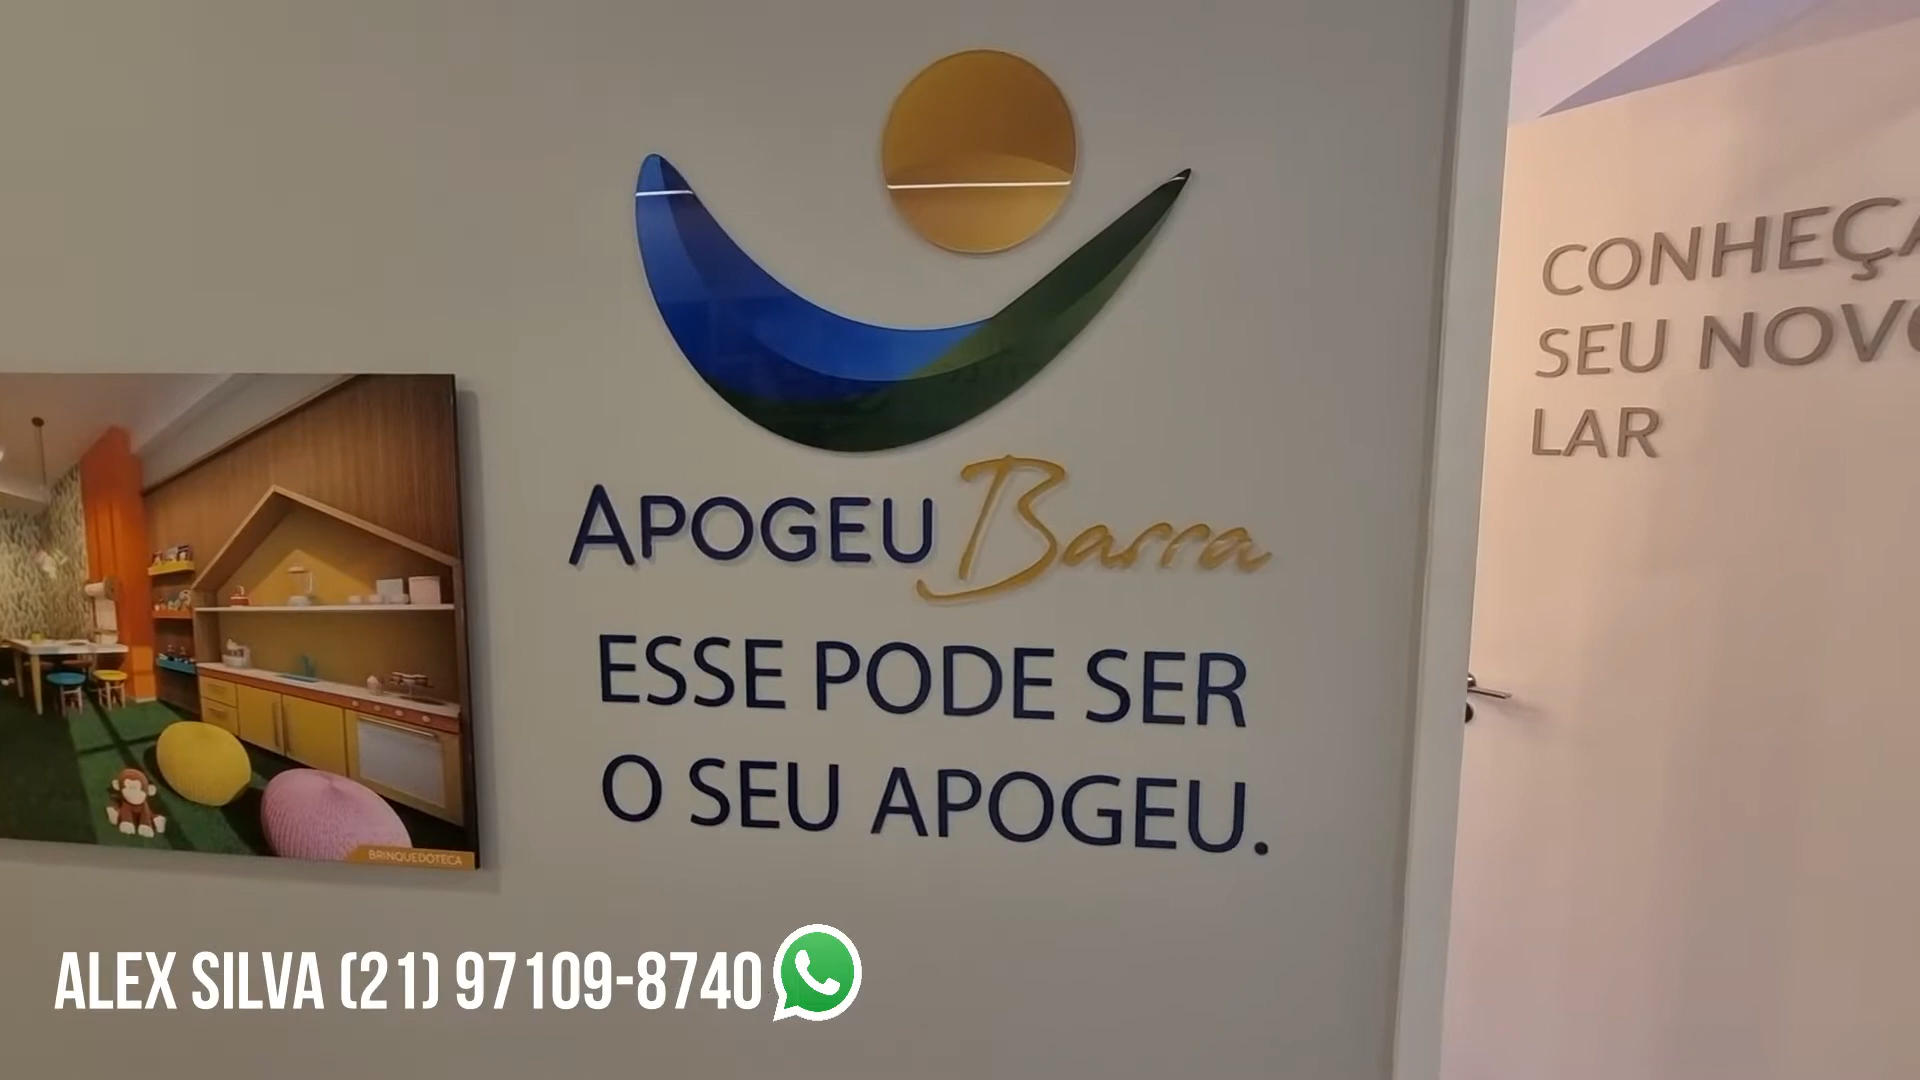 APOGEU Barra
ESSE PODE SER
O SEU APOGEU.
CONHEÇA
SEU NOVO
LAR
BRINQUEDOTECA
ALEX SILVA (21) 97109-8740